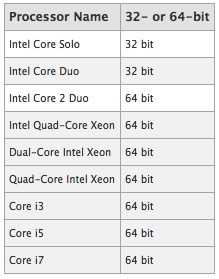 Processor Name 32- or 64-bit
Intel Core Solo 32 bit
Intel Core Duo 32 bit
Intel Core 2 Duo 64 bit
Intel Quad-Core Xeon 64 bit
Dual-Core Intel Xeon 64 bit
Quad-Core Intel Xeon 64 bit
Core i3 64 bit
Core i5 64 bit
Core i7 64 bit